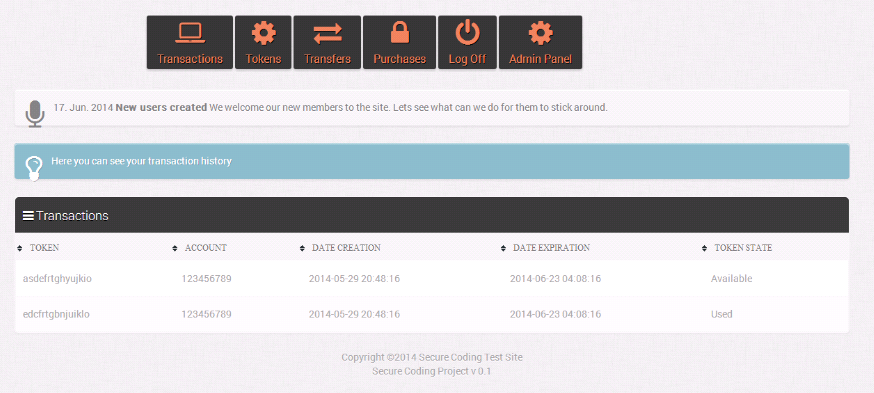 Transactions Tokens Transfers Purchases Log Off Admin Panel
17. Jun. 2014 New users created We welcome our new members to the site. Lets see what can we do for them to stick around.
Here you can see your transaction history
Transactions
TOKEN ACCOUNT DATE CREATION DATE EXPIRATION TOKEN STATE
asdefrtghyujkio 123456789 2014-05-29 20:48:16 2014-06-23 04:08:16 Available
edcfrtgbnjuiklo 123456789 2014-05-29 20:48:16 2014-06-23 04:08:16 Used
Copyright ©2014 Secure Coding Test Site
Secure Coding Project v 0.1